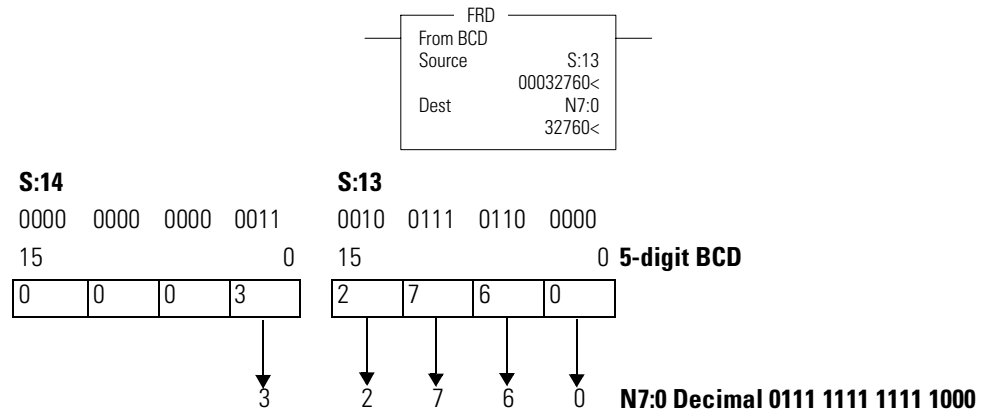 FRD
From BCD
Source S:13
00032760<
Dest N7:0
32760<
S:14 S:13
0000 0000 0000 0011 0010 0111 0110 0000
15 0 15 0 5-digit BCD
0 0 0 3 2 7 6 0
3 2 7 6 0 N7:0 Decimal 0111 1111 1111 1000